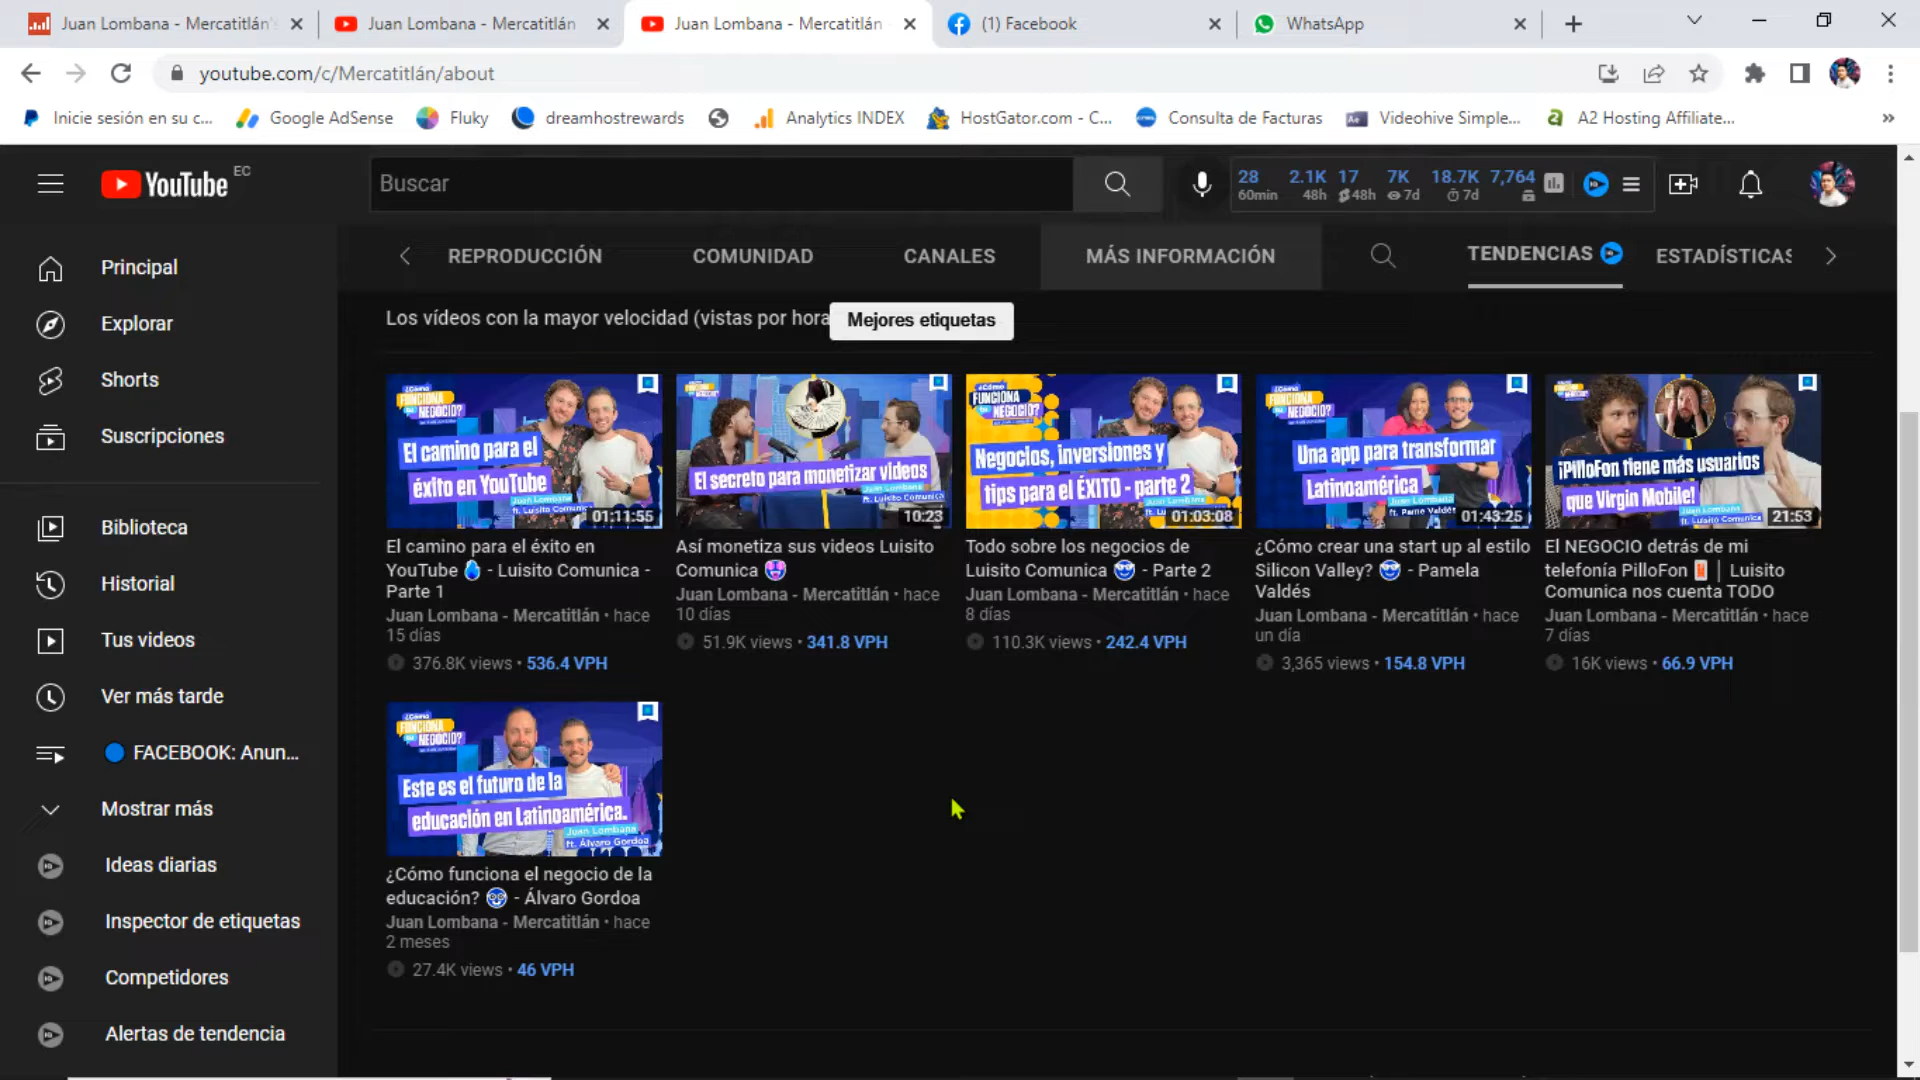 Juan Lombana - Mercatitlán's
Juan Lombana - Mercatitlán
Juan Lombana - Mercatitlán
(1) Facebook
WhatsApp
youtube.com/c/Mercatitlán/about
Inicie sesión en su c...
Google AdSense
Fluky
dreamhostrewards
Analytics INDEX
HostGator.com - C...
Consulta de Facturas
Videohive Simple...
A2 Hosting Affiliate...
»
YouTube EC
Buscar
28 2.1K 17 7K 18.7K 7,764
60min 48h 48h 7d 7d
Principal
Explorar
Shorts
Suscripciones
Biblioteca
Historial
Tus videos
Ver más tarde
FACEBOOK: Anun...
Mostrar más
Ideas diarias
Inspector de etiquetas
Competidores
Alertas de tendencia
REPRODUCCIÓN
COMUNIDAD
CANALES
MÁS INFORMACIÓN
TENDENCIAS
ESTADÍSTICAS
Los vídeos con la mayor velocidad (vistas por hora
Mejores etiquetas
¿Cómo
FUNCIONA
NEGOCIO?
El camino para el
éxito en YouTube
Juan Lombana
ft. Luisito Comunica
01:11:55
El camino para el éxito en
YouTube 💧 - Luisito Comunica -
Parte 1
Juan Lombana - Mercatitlán • hace
15 días
376.8K views • 536.4 VPH
El secreto para monetizar videos
Juan Lombana
ft. Luisito Comunica
10:23
Así monetiza sus videos Luisito
Comunica 🤑
Juan Lombana - Mercatitlán • hace
10 días
51.9K views • 341.8 VPH
¿Cómo
FUNCIONA
NEGOCIO?
Negocios, inversiones y
tips para el ÉXITO - parte 2
Juan Lombana
ft. Lu
01:03:08
Todo sobre los negocios de
Luisito Comunica 🤓 - Parte 2
Juan Lombana - Mercatitlán • hace
8 días
110.3K views • 242.4 VPH
¿Cómo
FUNCIONA
NEGOCIO?
Una app para transformar
Latinoamérica
Juan Lombana
ft. Pame Valdés
01:43:25
¿Cómo crear una start up al estilo
Silicon Valley? 🤓 - Pamela
Valdés
Juan Lombana - Mercatitlán • hace
un día
3,365 views • 154.8 VPH
¡PilloFon tiene más usuarios
que Virgin Mobile!
Juan Lombana
ft. Luisito Comunica
21:53
El NEGOCIO detrás de mi
telefonía PilloFon 📱 | Luisito
Comunica nos cuenta TODO
Juan Lombana - Mercatitlán • hace
7 días
16K views • 66.9 VPH
¿Cómo
FUNCIONA
NEGOCIO?
Este es el futuro de la
educación en Latinoamérica.
Juan Lombana
ft. Álvaro Gordoa
¿Cómo funciona el negocio de la
educación? 🤓 - Álvaro Gordoa
Juan Lombana - Mercatitlán • hace
2 meses
27.4K views • 46 VPH